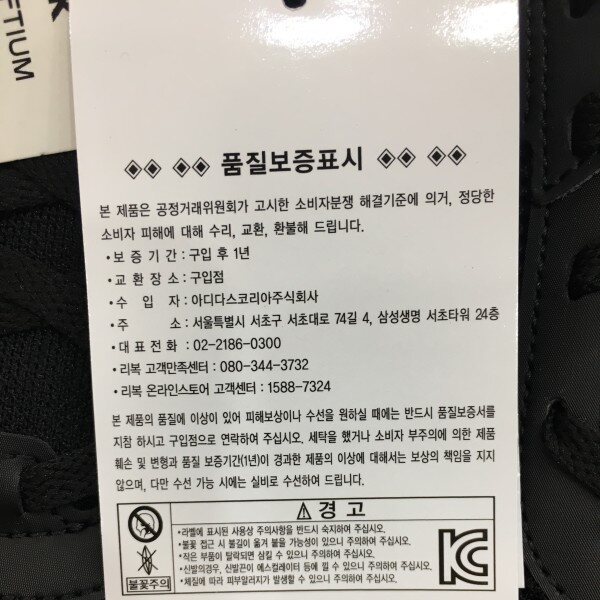 FTIUM
품질보증표시
본 제품은 공정거래위원회가 고시한 소비자분쟁 해결기준에 의거, 정당한
소비자 피해에 대해 수리, 교환, 환불해 드립니다.
• 보 증 기 간 : 구입 후 1년
• 교 환 장 소 : 구입점
• 수 입 자 : 아디다스코리아주식회사
• 주 소 : 서울특별시 서초구 서초대로 74길 4, 삼성생명 서초타워 24층
• 대 표 전 화 : 02-2186-0300
• 리복 고객만족센터 : 080-344-3732
• 리복 온라인스토어 고객센터 : 1588-7324
본 제품의 품질에 이상이 있어 피해보상이나 수선을 원하실 때에는 반드시 품질보증서를
지참 하시고 구입점으로 연락하여 주십시오. 세탁을 했거나 소비자 부주의에 의한 제품
훼손 및 변형과 품질 보증기간(1년)이 경과한 제품의 이상에 대해서는 보상의 책임을 지지
않으며, 다만 수선 가능 시에는 실비로 수선하여 드립니다.
⚠ 경 고
• 라벨에 표시된 사용상 주의사항을 반드시 숙지하여 주십시오.
• 불꽃 접근 시 불길이 옮겨 붙을 가능성이 있으니 주의하여 주십시오.
• 작은 부품이 탈락되면 삼킬 수 있으니 주의하여 주십시오.
• 신발의경우, 신발끈이 에스컬레이터 등에 낄 수 있으니 주의하여 주십시오.
• 체질에 따라 피부알러지가 발생할 수 있으니 주의하여 주십시오.
불꽃주의
KC